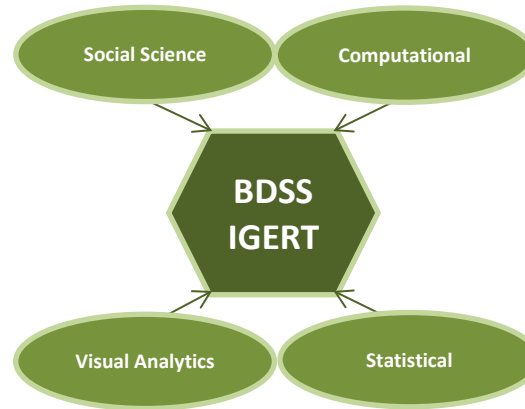 Social Science
Computational
BDSS
IGERT
Visual Analytics
Statistical